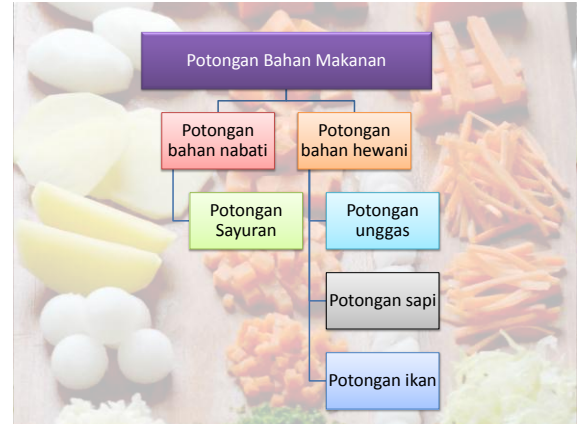 Potongan Bahan Makanan
Potongan
bahan nabati
Potongan
bahan hewani
Potongan
Sayuran
Potongan
unggas
Potongan sapi
Potongan ikan